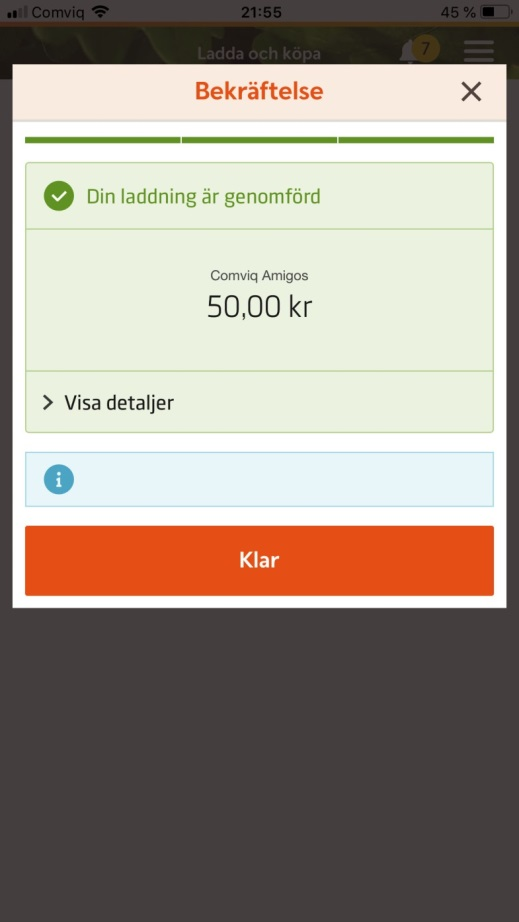 Comviq 21:55 45 %
Ladda och köpa 7
Bekräftelse
Din laddning är genomförd
Comviq Amigos
50,00 kr
Visa detaljer
Klar